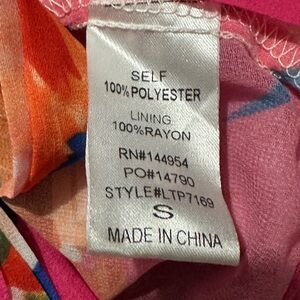 SELF
100% POLYESTER
LINING
100% RAYON
RN#144954
PO#14790
STYLE#LTP7169
S
MADE IN CHINA